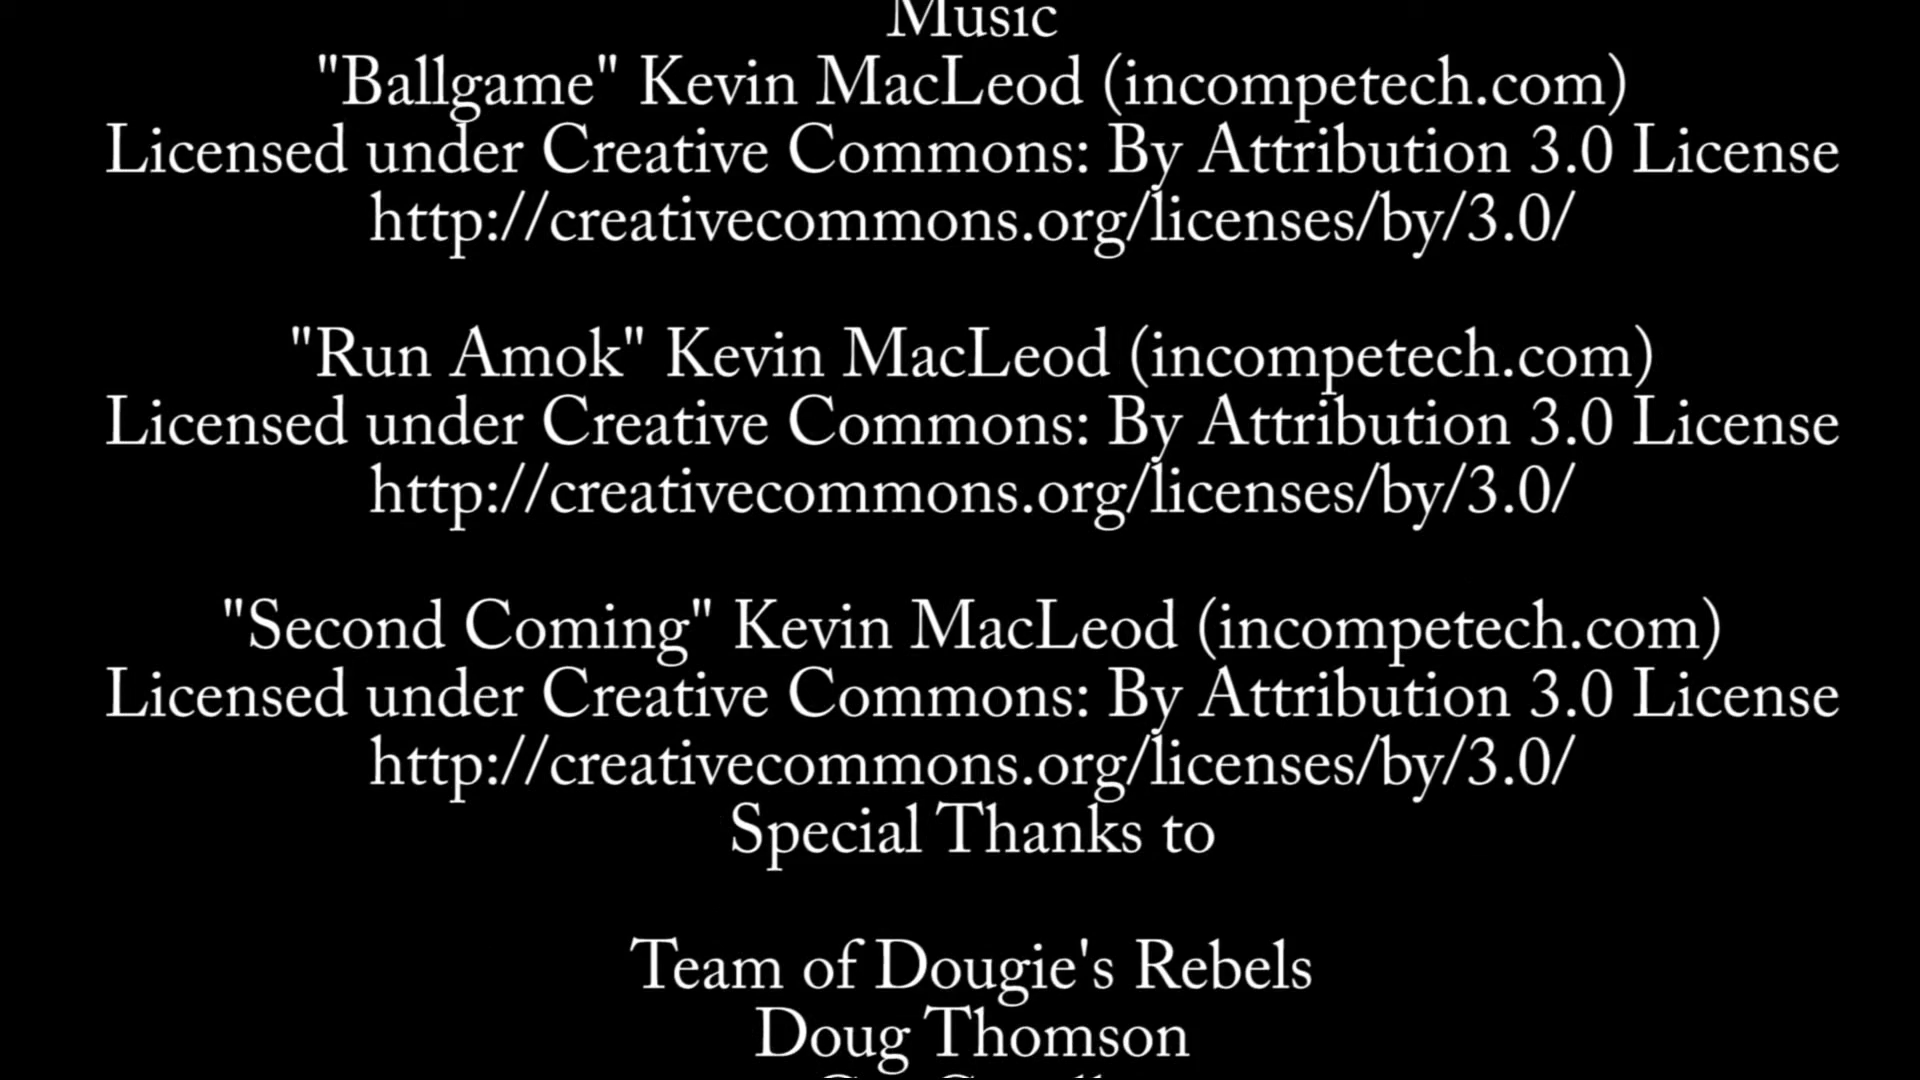 Music
"Ballgame" Kevin MacLeod (incompetech.com)
Licensed under Creative Commons: By Attribution 3.0 License
http://creativecommons.org/licenses/by/3.0/
"Run Amok" Kevin MacLeod (incompetech.com)
Licensed under Creative Commons: By Attribution 3.0 License
http://creativecommons.org/licenses/by/3.0/
"Second Coming" Kevin MacLeod (incompetech.com)
Licensed under Creative Commons: By Attribution 3.0 License
http://creativecommons.org/licenses/by/3.0/
Special Thanks to
Team of Dougie's Rebels
Doug Thomson